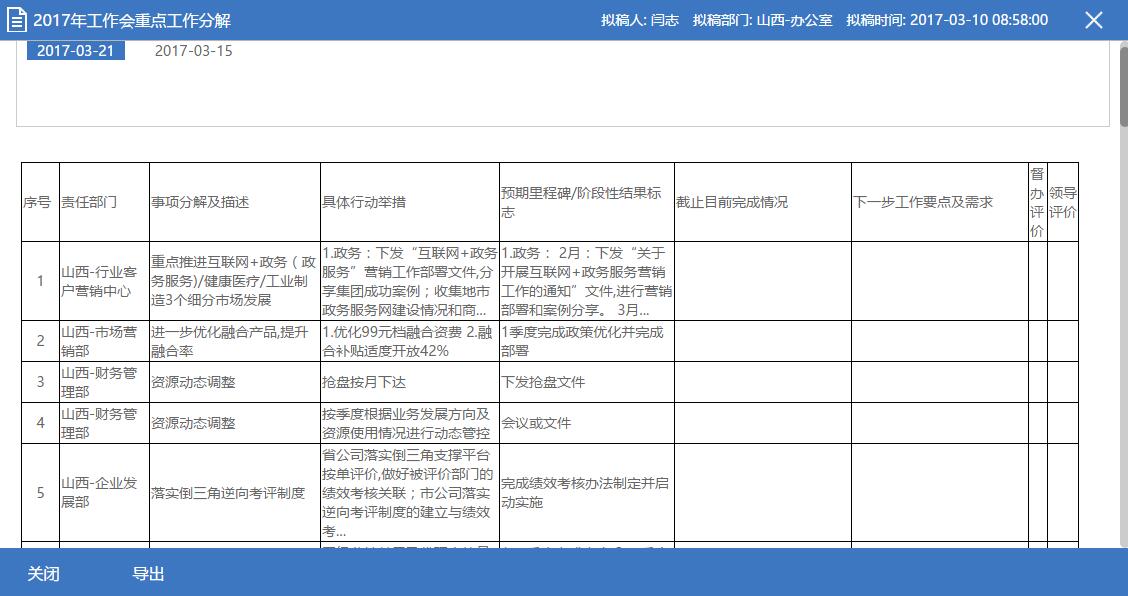 2017年工作会重点工作分解
拟稿人: 闫志 拟稿部门: 山西-办公室 拟稿时间: 2017-03-10 08:58:00
2017-03-21 2017-03-15
序号
责任部门
事项分解及描述
具体行动举措
预期里程碑/阶段性结果标
志
截止目前完成情况
下一步工作要点及需求
督
办
评
价
领导
评价
1
山西-行业客
户营销中心
重点推进互联网+政务（政
务服务)/健康医疗/工业制
造3个细分市场发展
1.政务：下发“互联网+政务
服务”营销工作部署文件,分
享集团成功案例；收集地市
政务服务网建设情况和商...
1.政务： 2月：下发“关于
开展互联网+政务服务营销
工作的通知”文件,进行营销
部署和案例分享。 3月...
2
山西-市场营
销部
进一步优化融合产品,提升
融合率
1.优化99元档融合资费 2.融
合补贴适度开放42%
1季度完成政策优化并完成
部署
3
山西-财务管
理部
资源动态调整
抢盘按月下达
下发抢盘文件
4
山西-财务管
理部
资源动态调整
按季度根据业务发展方向及
资源使用情况进行动态管控
会议或文件
5
山西-企业发
展部
落实倒三角逆向考评制度
省公司落实倒三角支撑平台
按单评价,做好被评价部门的
绩效考核关联；市公司落实
逆向考评制度的建立与绩效
考...
完成绩效考核办法制定并启
动实施
关闭
导出